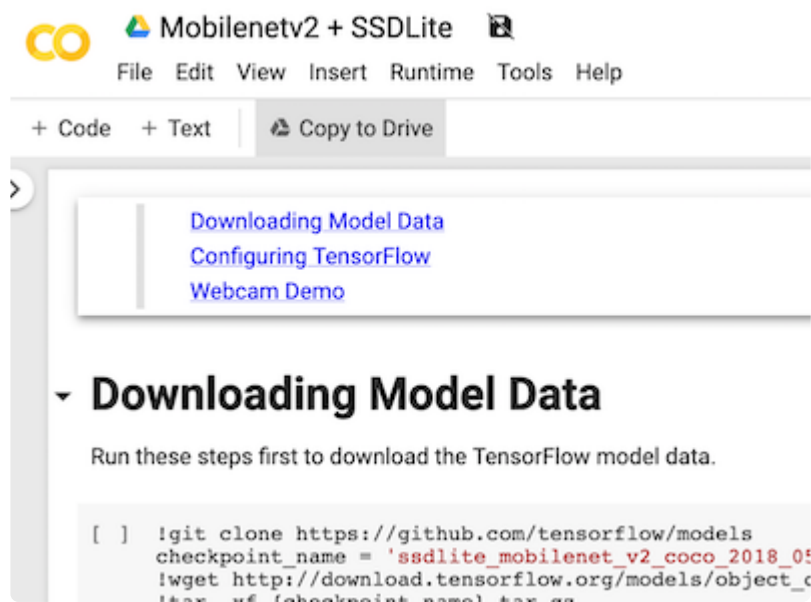 CO
Mobilenetv2 + SSDLite
File Edit View Insert Runtime Tools Help
+ Code + Text Copy to Drive
Downloading Model Data
Configuring TensorFlow
Webcam Demo
Downloading Model Data
Run these steps first to download the TensorFlow model data.
[ ] !git clone https://github.com/tensorflow/models
checkpoint_name = 'ssdlite_mobilenet_v2_coco_2018_05
!wget http://download.tensorflow.org/models/object_